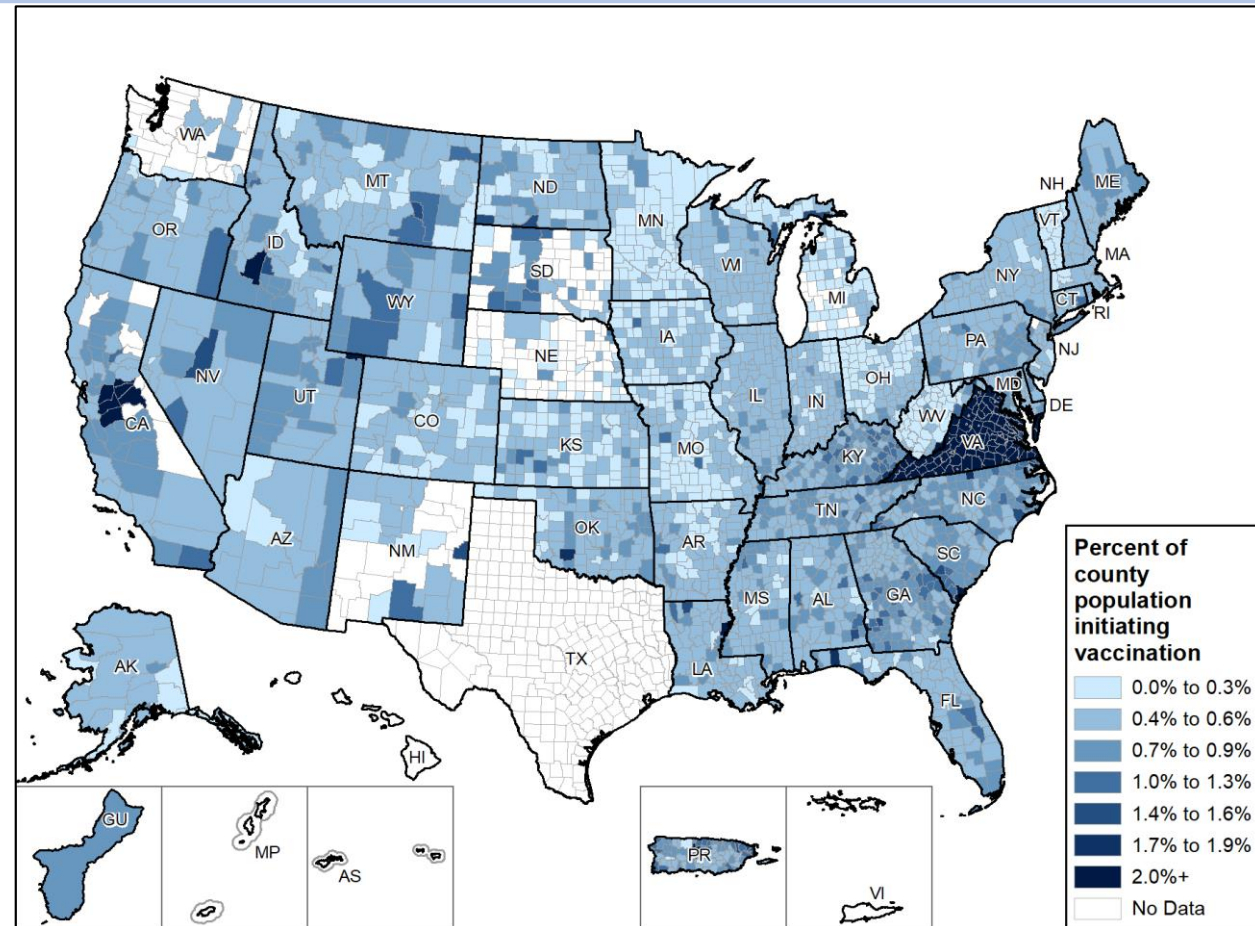 WA
MT
ND
MN
OR
ID
SD
WI
WY
MI
NH
VT
ME
NY
MA
CT
RI
NE
IA
PA
NJ
NV
UT
IL
IN
OH
MD
DE
CA
CO
KS
MO
WV
VA
KY
NC
TN
AZ
NM
OK
AR
SC
MS
AL
GA
TX
LA
FL
AK
HI
GU
MP
AS
PR
VI
Percent of
county
population
initiating
vaccination
0.0% to 0.3%
0.4% to 0.6%
0.7% to 0.9%
1.0% to 1.3%
1.4% to 1.6%
1.7% to 1.9%
2.0%+
No Data